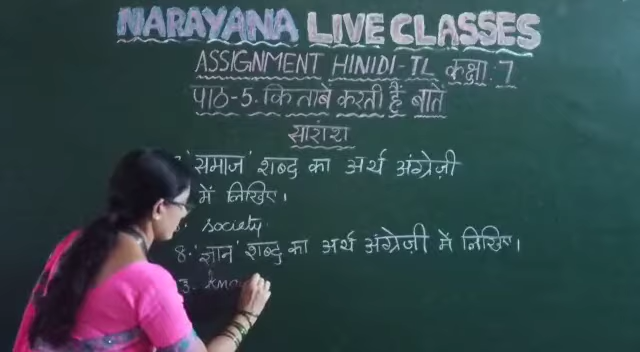 NARAYANA LIVE CLASSES
ASSIGNMENT HINIDI-TL कक्षा:7
पाठ-5. किताबें करती हैं बातें
सारांश
'समाज' शब्द का अर्थ अंग्रेज़ी
में लिखिए।
society.
8. 'ज्ञान' शब्द का अर्थ अंग्रेज़ी में लिखिए।